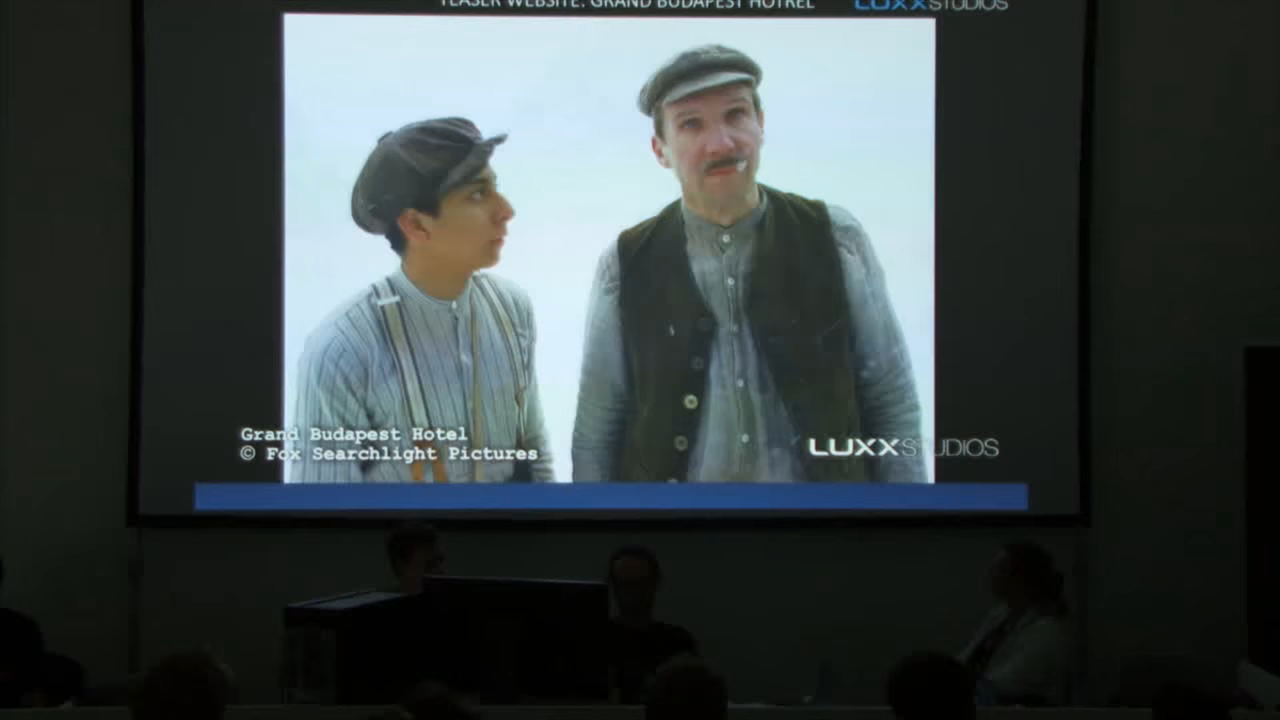 TEASER WEBSITE: GRAND BUDAPEST HOTREL
LUXXSTUDIOS
Grand Budapest Hotel
© Fox Searchlight Pictures
LUXXSTUDIOS